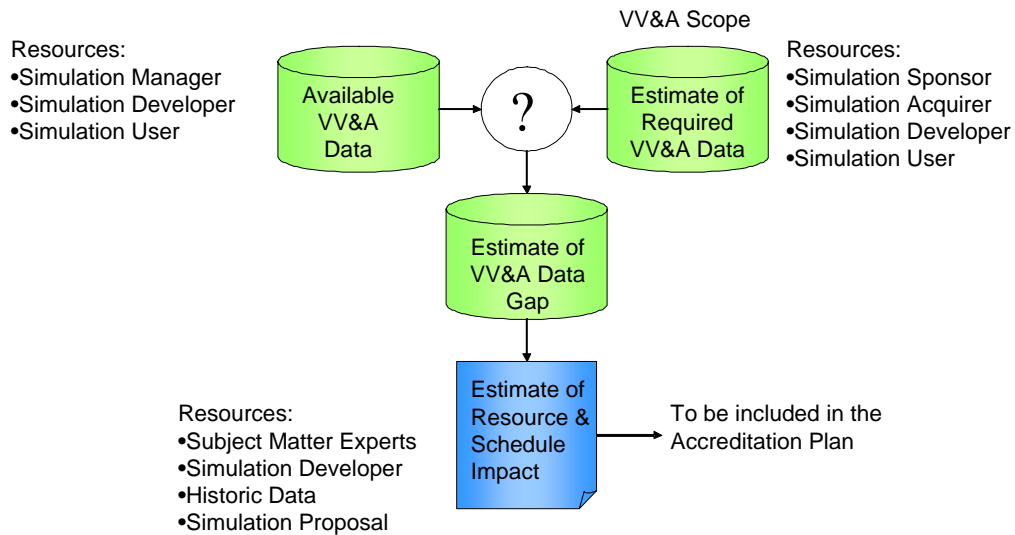 VV&A Scope
Resources:
•Simulation Manager
•Simulation Developer
•Simulation User
Available
VV&A
Data
?
Estimate of
Required
VV&A Data
Resources:
•Simulation Sponsor
•Simulation Acquirer
•Simulation Developer
•Simulation User
Estimate of
VV&A Data
Gap
Resources:
•Subject Matter Experts
•Simulation Developer
•Historic Data
•Simulation Proposal
Estimate of
Resource &
Schedule
Impact
To be included in the
Accreditation Plan